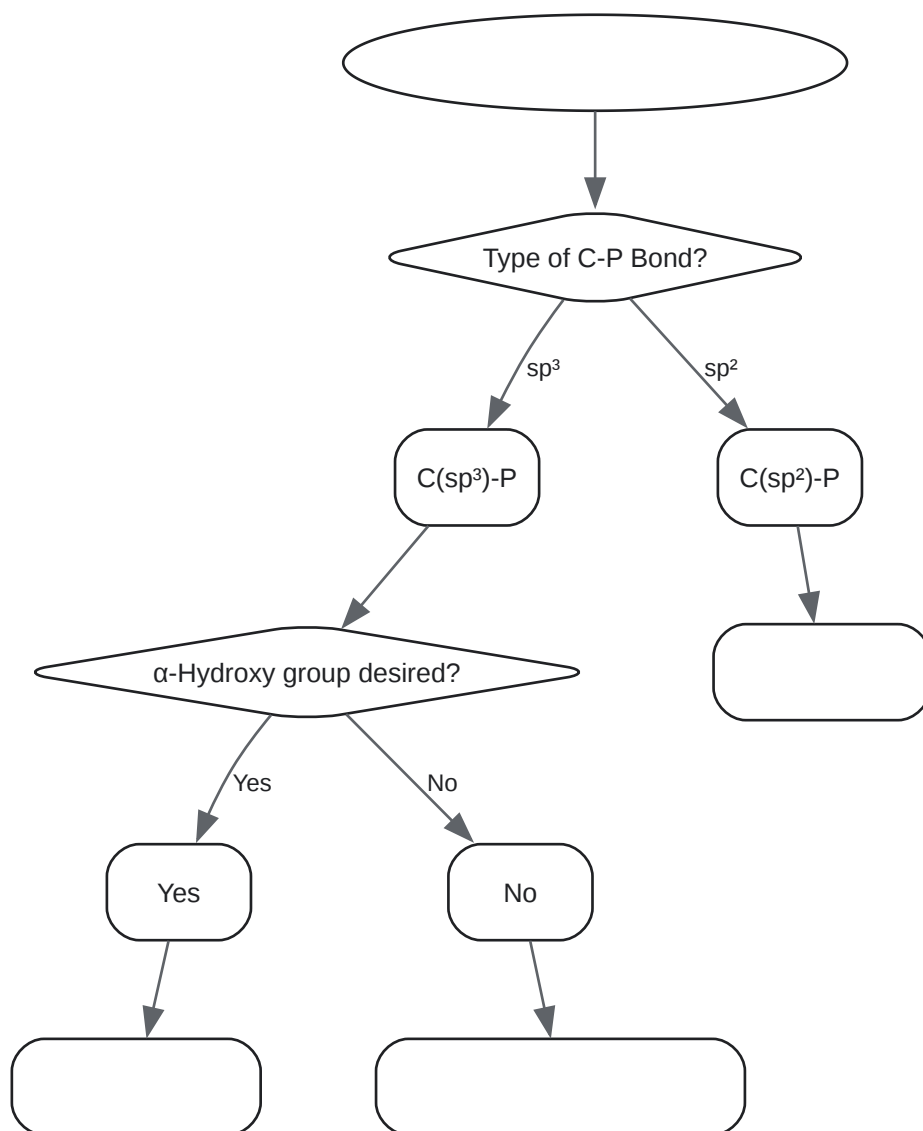 Type of C-P Bond?
sp³
sp²
C(sp³)-P
C(sp²)-P
α-Hydroxy group desired?
Yes
No
Yes
No